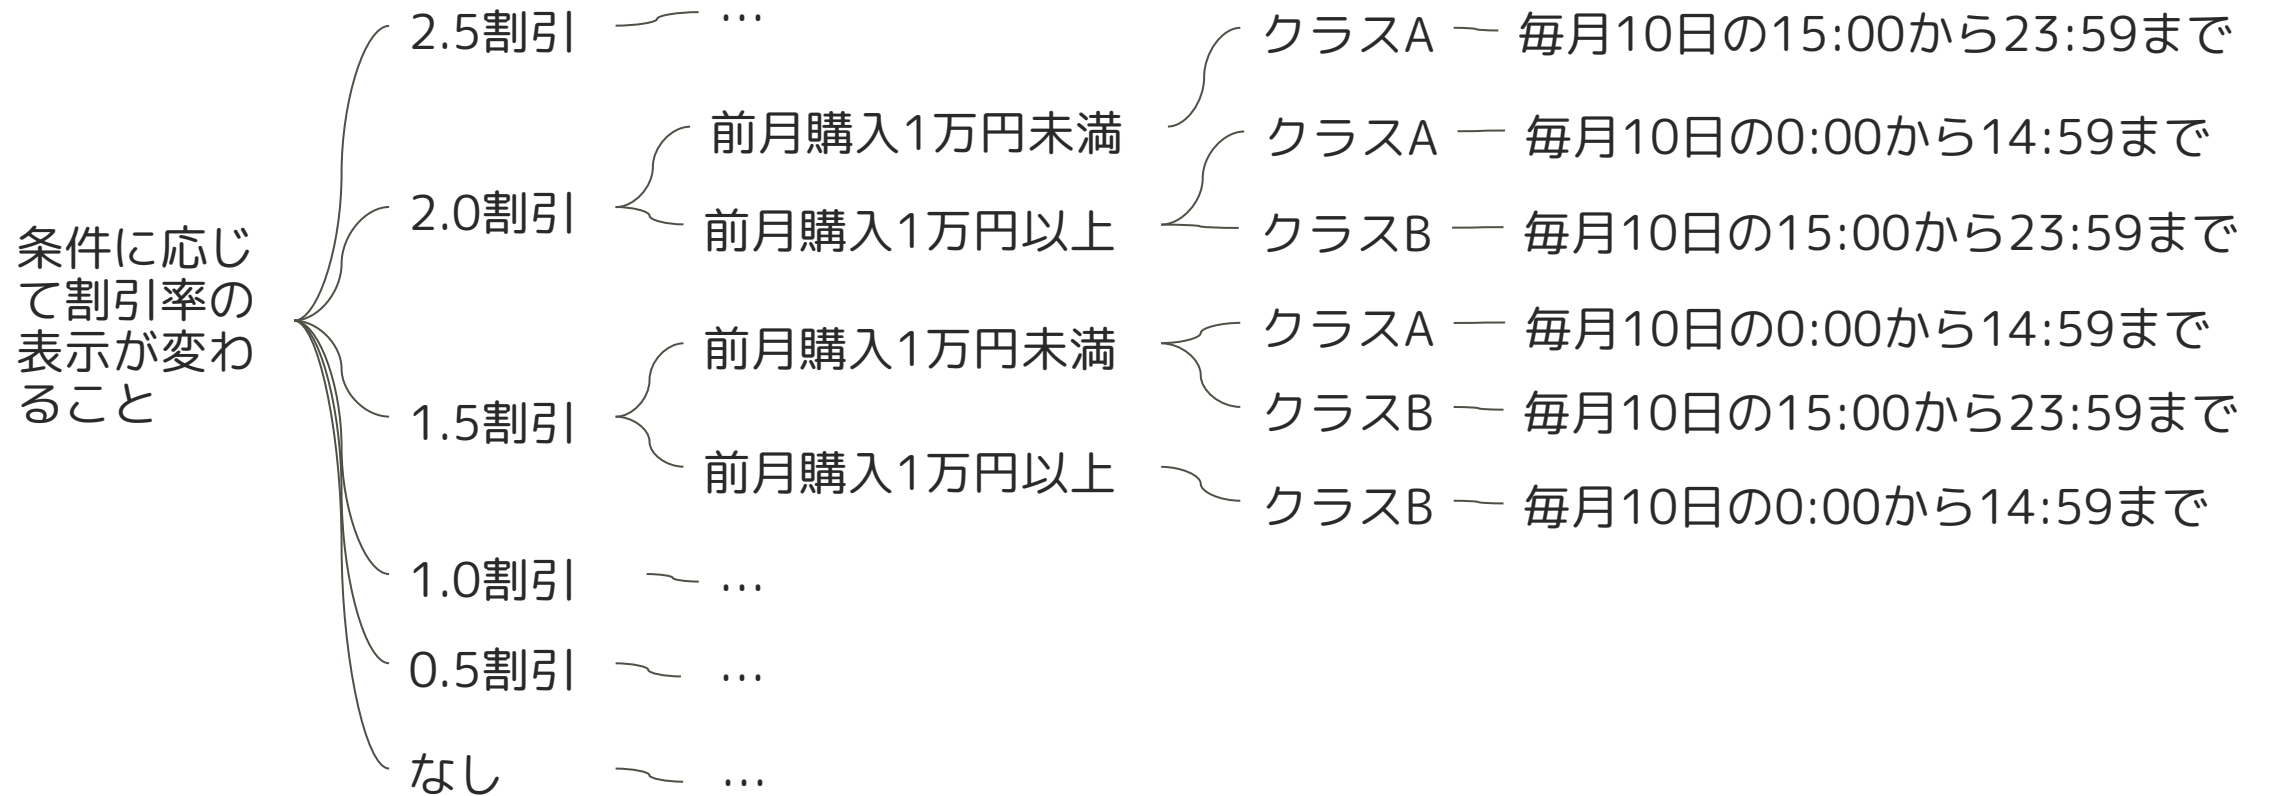 条件に応じ
て割引率の
表示が変わ
ること
2.5割引
…
2.0割引
前月購入1万円未満
クラスA
毎月10日の15:00から23:59まで
前月購入1万円以上
クラスA
毎月10日の0:00から14:59まで
クラスB
毎月10日の15:00から23:59まで
1.5割引
前月購入1万円未満
クラスA
毎月10日の0:00から14:59まで
クラスB
毎月10日の15:00から23:59まで
前月購入1万円以上
クラスB
毎月10日の0:00から14:59まで
1.0割引
…
0.5割引
…
なし
…